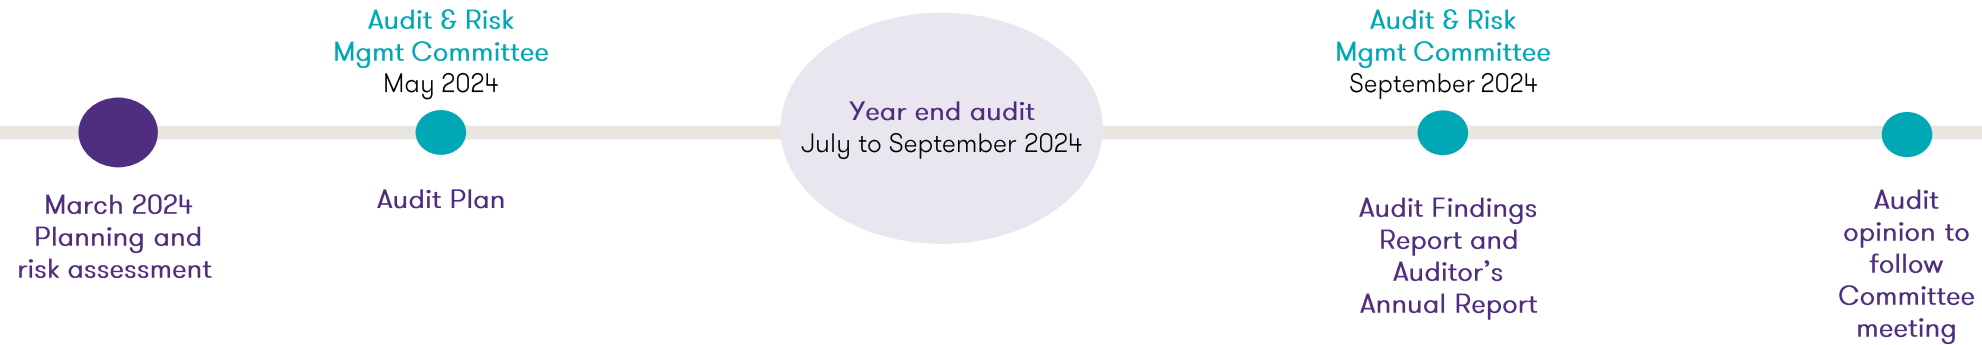 March 2024
Planning and
risk assessment
Audit & Risk
Mgmt Committee
May 2024
Audit Plan
Year end audit
July to September 2024
Audit & Risk
Mgmt Committee
September 2024
Audit Findings
Report and
Auditor's
Annual Report
Audit
opinion to
follow
Committee
meeting